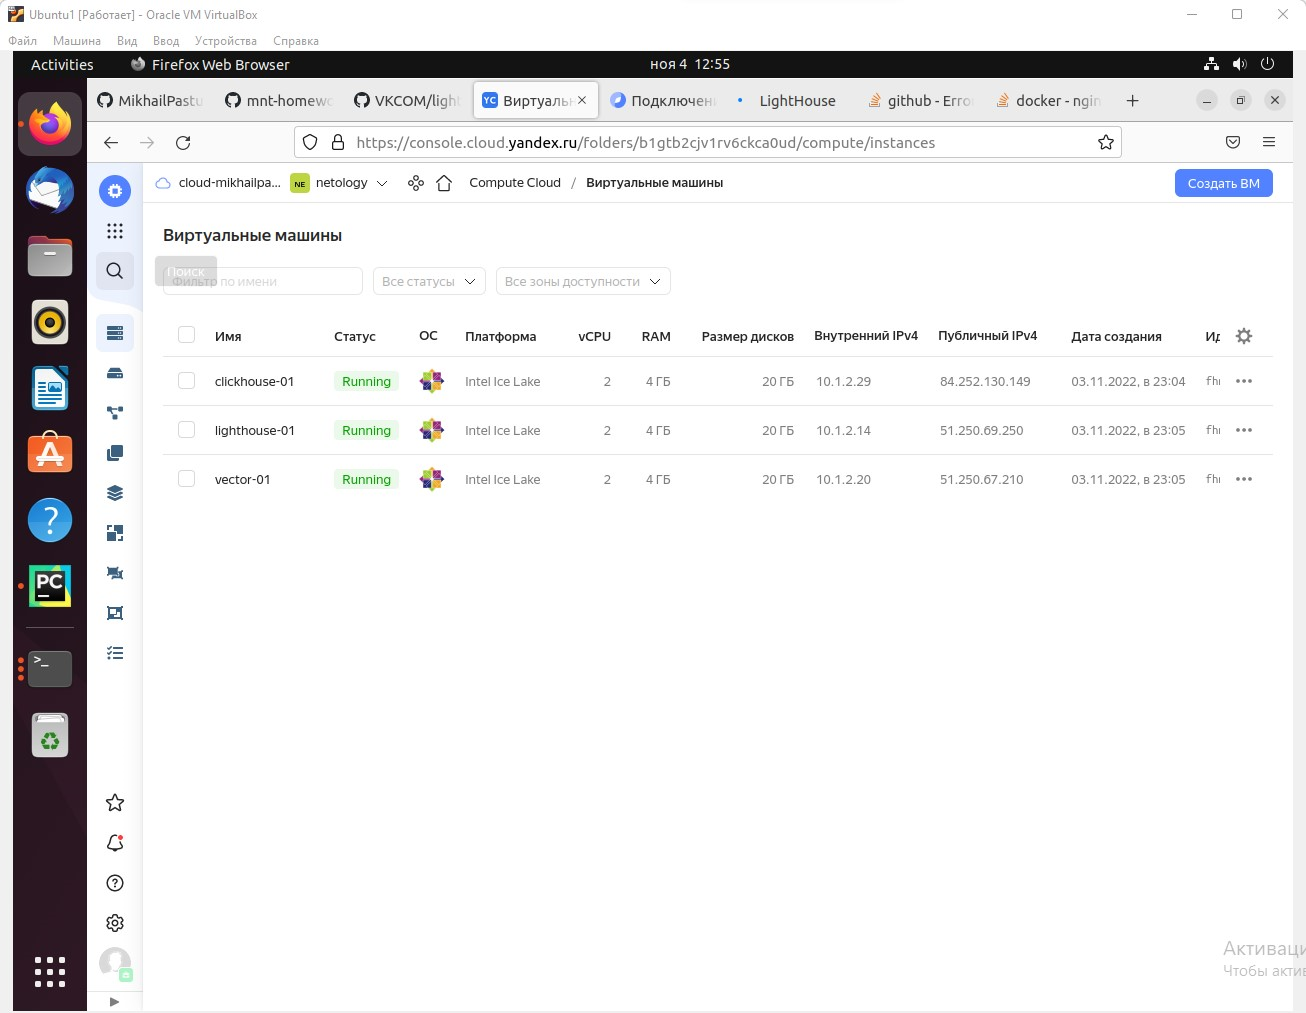 Ubuntu1 [Работает] - Oracle VM VirtualBox
Файл Машина Вид Ввод Устройства Справка
Activities Firefox Web Browser ноя 4 12:55
MikhailPastu mnt-homewo VKCOM/light YC Виртуаль Подключени LightHouse github - Erro docker - ngin
https://console.cloud.yandex.ru/folders/b1gtb2cjv1rv6ckca0ud/compute/instances
cloud-mikhailpa... NE netology Compute Cloud / Виртуальные машины Создать ВМ
Виртуальные машины
Поиск
Фильтр по имени Все статусы Все зоны доступности
Имя Статус ОС Платформа vCPU RAM Размер дисков Внутренний IPv4 Публичный IPv4 Дата создания Ид
clickhouse-01 Running Intel Ice Lake 2 4 ГБ 20 ГБ 10.1.2.29 84.252.130.149 03.11.2022, в 23:04 fh
lighthouse-01 Running Intel Ice Lake 2 4 ГБ 20 ГБ 10.1.2.14 51.250.69.250 03.11.2022, в 23:05 fh
vector-01 Running Intel Ice Lake 2 4 ГБ 20 ГБ 10.1.2.20 51.250.67.210 03.11.2022, в 23:05 fh
PC
>_
Активаци
Чтобы акти